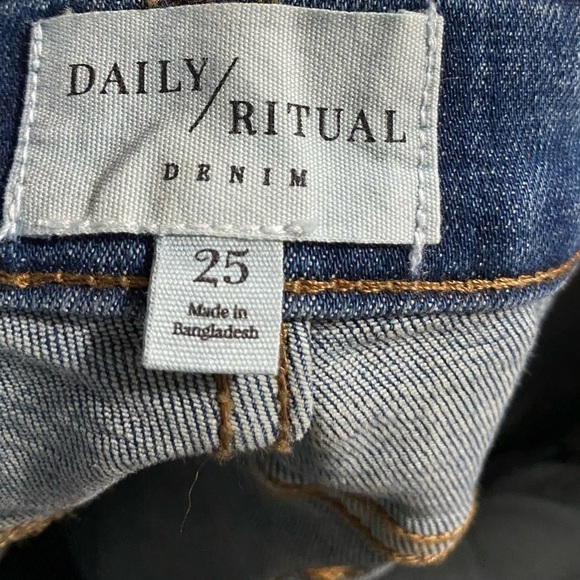 DAILY/
RITUAL
DENIM
25
Made in
Bangladesh